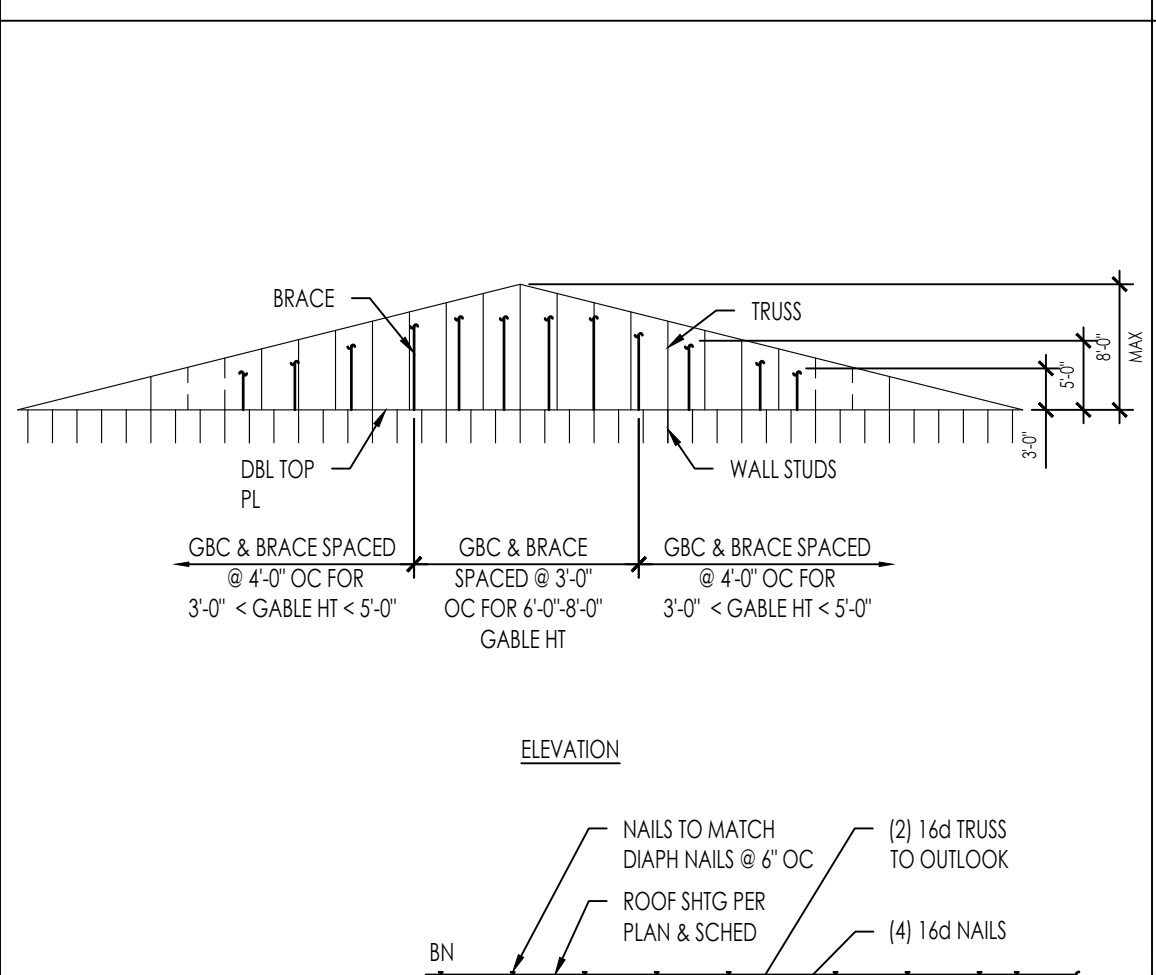 BRACE
TRUSS
8'-0"
MAX
5'-0"
3'-0"
DBL TOP
PL
WALL STUDS
GBC & BRACE SPACED
@ 4'-0" OC FOR
3'-0" < GABLE HT < 5'-0"
GBC & BRACE
SPACED @ 3'-0"
OC FOR 6'-0"-8'-0"
GABLE HT
GBC & BRACE SPACED
@ 4'-0" OC FOR
3'-0" < GABLE HT < 5'-0"
ELEVATION
NAILS TO MATCH
DIAPH NAILS @ 6" OC
(2) 16d TRUSS
TO OUTLOOK
ROOF SHTG PER
PLAN & SCHED
(4) 16d NAILS
BN